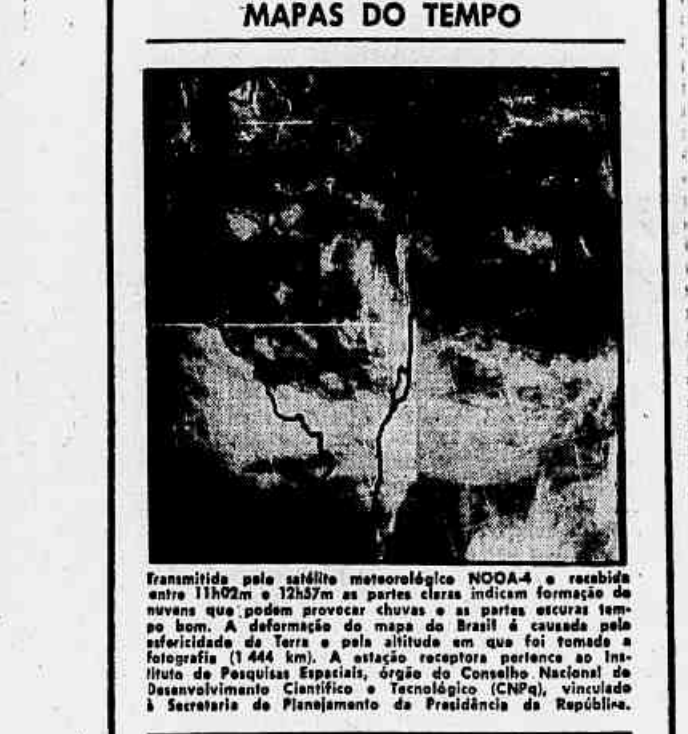 MAPAS DO TEMPO
Transmitida pelo satélite meteorológico NOOA-4 e recebida
entre 11h02m e 12h57m as partes claras indicam formação de
nuvens que podem provocar chuvas e as partes escuras tem-
po bom. A deformação do mapa do Brasil é causada pela
esfericidade da Terra e pela altitude em que foi tomada a
fotografia (1 444 km). A estação receptora pertence ao Ins-
tituto de Pesquisas Espaciais, órgão do Conselho Nacional de
Desenvolvimento Científico e Tecnológico (CNPq), vinculado
à Secretaria de Planejamento da Presidência da República.